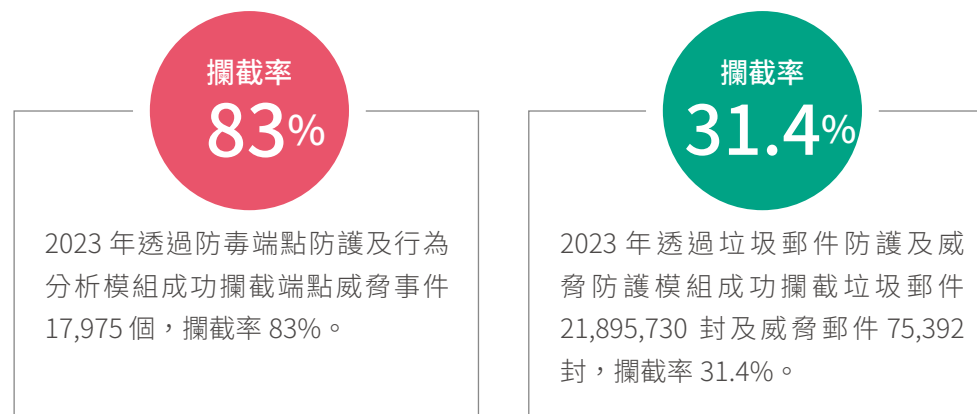 攔截率
83%
2023 年透過防毒端點防護及行為
分析模組成功攔截端點威脅事件
17,975 個，攔截率 83%。
攔截率
31.4%
2023 年透過垃圾郵件防護及威
脅防護模組成功攔截垃圾郵件
21,895,730 封及威脅郵件 75,392
封，攔截率 31.4%。